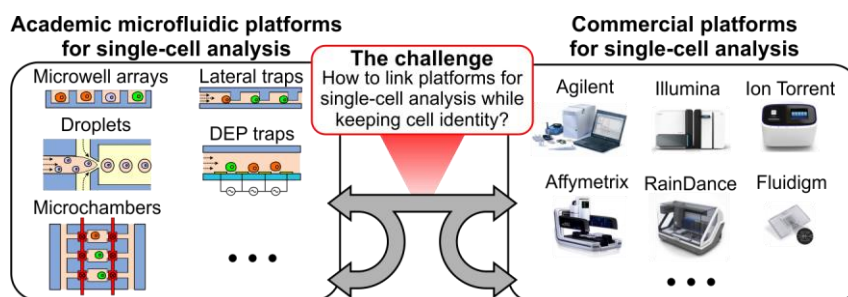 Academic microfluidic platforms
for single-cell analysis
Microwell arrays
Lateral traps
Droplets
DEP traps
Microchambers
The challenge
How to link platforms for
single-cell analysis while
keeping cell identity?
Commercial platforms
for single-cell analysis
Agilent
Illumina
Ion Torrent
Affymetrix
RainDance
Fluidigm